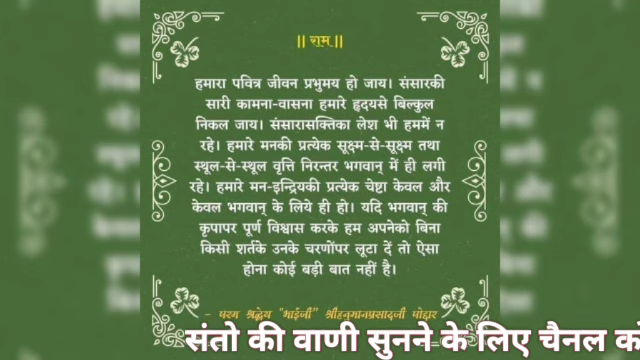 || राम ||
हमारा पवित्र जीवन प्रभुमय हो जाय। संसारकी
सारी कामना-वासना हमारे हृदयसे बिल्कुल
निकल जाय। संसारासक्तिका लेश भी हममें न
रहे। हमारे मनकी प्रत्येक सूक्ष्म-से-सूक्ष्म तथा
स्थूल-से-स्थूल वृत्ति निरन्तर भगवान् में ही लगी
रहे। हमारे मन-इन्द्रियकी प्रत्येक चेष्टा केवल और
केवल भगवान् के लिये ही हो। यदि भगवान् की
कृपापर पूर्ण विश्वास करके हम अपनेको बिना
किसी शर्तके उनके चरणोंपर लूटा दें तो ऐसा
होना कोई बड़ी बात नहीं है।
- परम श्रद्धेय "भाईजी" श्रीहनुमानप्रसादजी पोद्दार
संतो की वाणी सुनने के लिए चैनल को